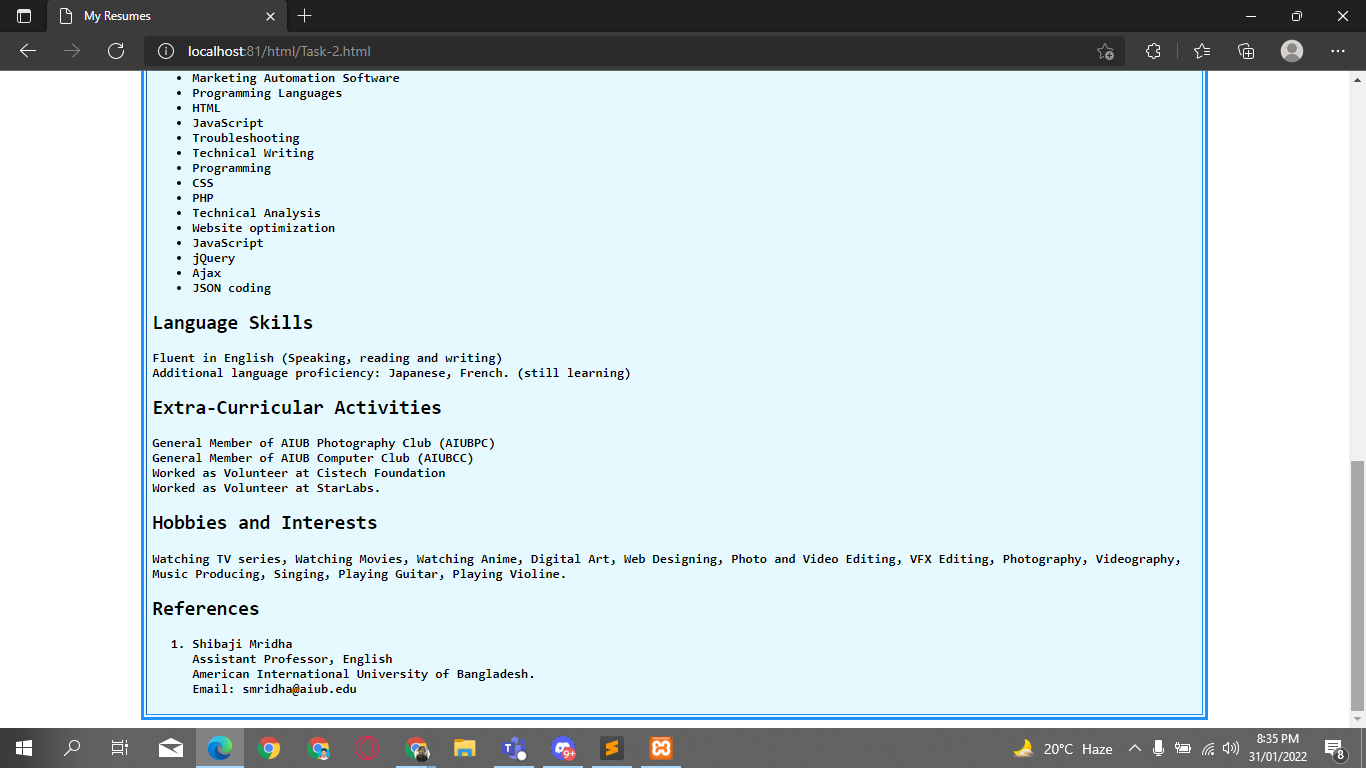 My Resumes
localhost:81/html/Task-2.html
Marketing Automation Software
Programming Languages
HTML
JavaScript
Troubleshooting
Technical Writing
Programming
CSS
PHP
Technical Analysis
Website optimization
JavaScript
jQuery
Ajax
JSON coding
Language Skills
Fluent in English (Speaking, reading and writing)
Additional language proficiency: Japanese, French. (still learning)
Extra-Curricular Activities
General Member of AIUB Photography Club (AIUBPC)
General Member of AIUB Computer Club (AIUBCC)
Worked as Volunteer at Cistech Foundation
Worked as Volunteer at StarLabs.
Hobbies and Interests
Watching TV series, Watching Movies, Watching Anime, Digital Art, Web Designing, Photo and Video Editing, VFX Editing, Photography, Videography,
Music Producing, Singing, Playing Guitar, Playing Violine.
References
1. Shibaji Mridha
Assistant Professor, English
American International University of Bangladesh.
Email: smridha@aiub.edu
9+
20°C Haze
8:35 PM
31/01/2022
8